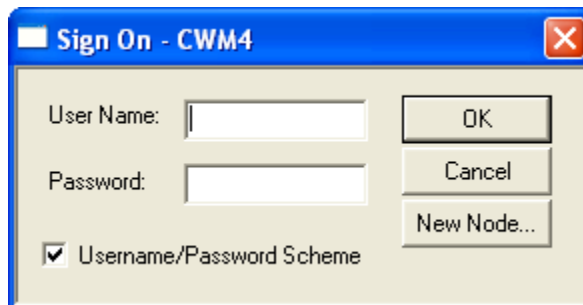 Sign On - CWM4
User Name:
OK
Password:
Cancel
New Node...
Username/Password Scheme